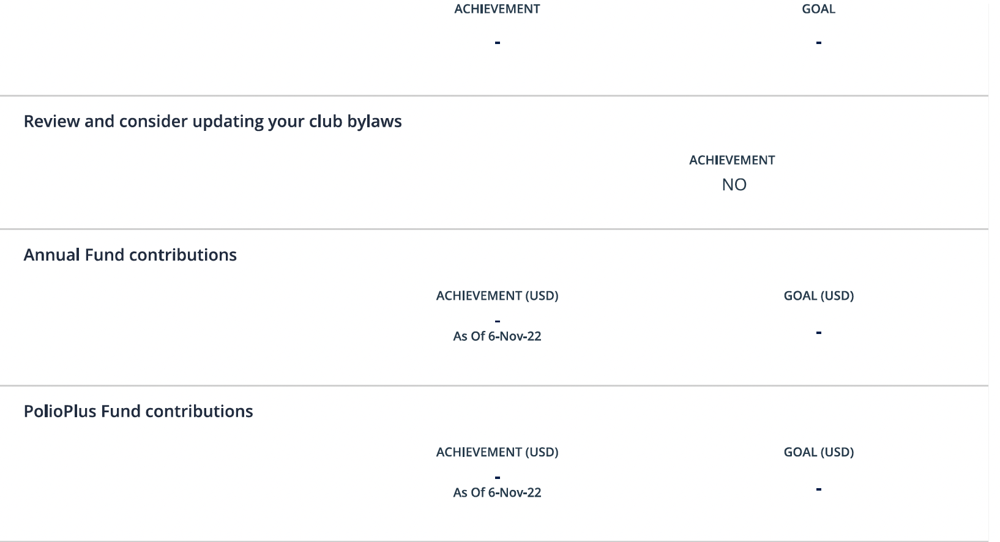 ACHIEVEMENT GOAL
- -
Review and consider updating your club bylaws
ACHIEVEMENT
NO
Annual Fund contributions
ACHIEVEMENT (USD) GOAL (USD)
- -
As Of 6-Nov-22
PolioPlus Fund contributions
ACHIEVEMENT (USD) GOAL (USD)
- -
As Of 6-Nov-22